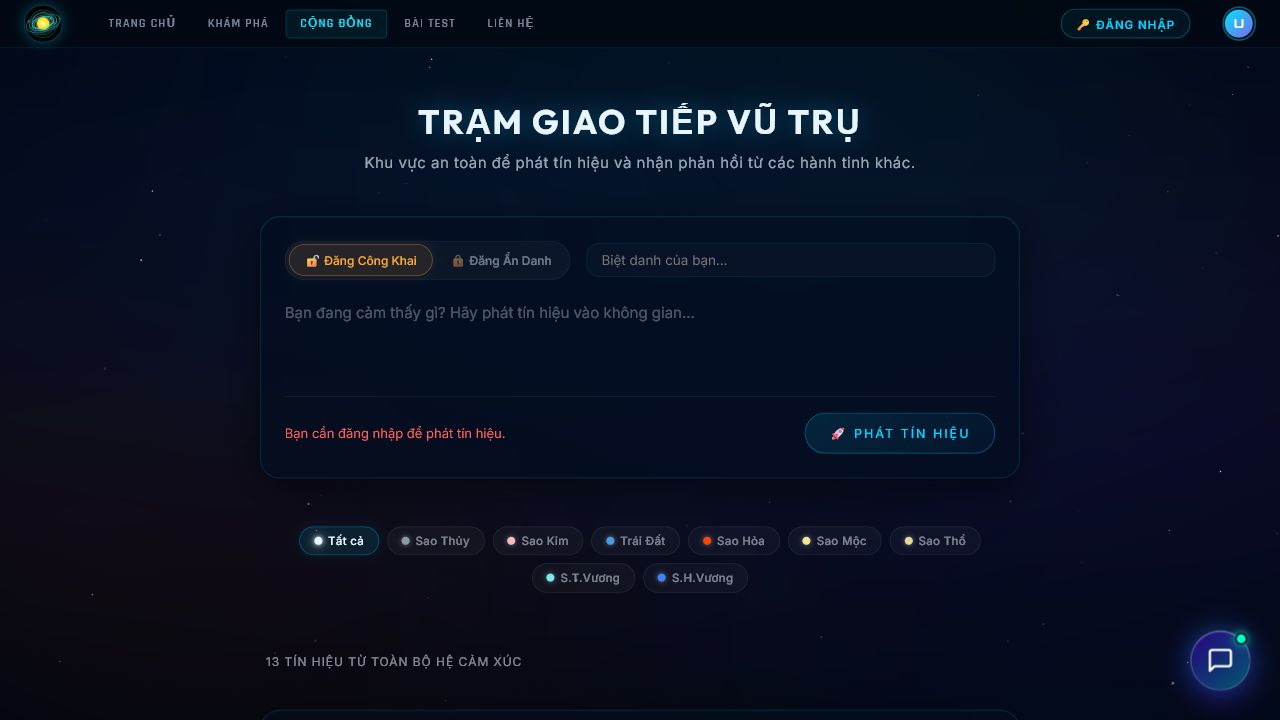 TRANG CHỦ KHÁM PHÁ CỘNG ĐỒNG BÀI TEST LIÊN HỆ ĐĂNG NHẬP U
TRẠM GIAO TIẾP VŨ TRỤ
Khu vực an toàn để phát tín hiệu và nhận phản hồi từ các hành tinh khác.
Đăng Công Khai Đăng Ẩn Danh Biệt danh của bạn...
Bạn đang cảm thấy gì? Hãy phát tín hiệu vào không gian...
Bạn cần đăng nhập để phát tín hiệu. PHÁT TÍN HIỆU
Tất cả Sao Thủy Sao Kim Trái Đất Sao Hỏa Sao Mộc Sao Thổ
S.T.Vương S.H.Vương
13 TÍN HIỆU TỪ TOÀN BỘ HỆ CẢM XÚC